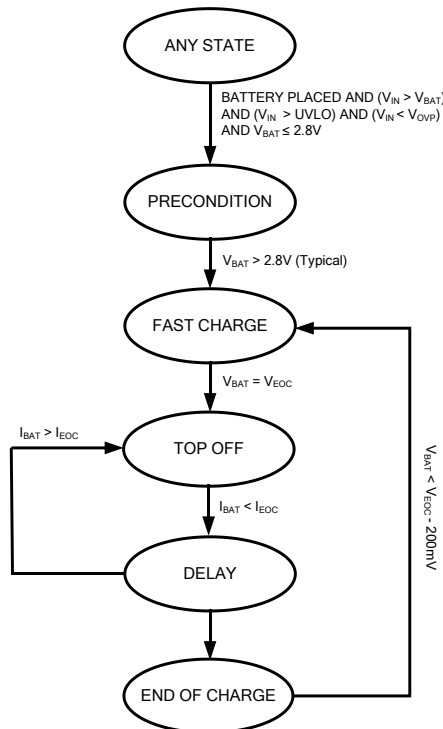 ANY STATE
BATTERY PLACED AND (VIN > VBAT)
AND (VIN > UVLO) AND (VIN < VOVP)
AND VBAT ≤ 2.8V
PRECONDITION
VBAT > 2.8V (Typical)
FAST CHARGE
VBAT = VEOC
IBAT > IEOC
TOP OFF
VBAT < VEOC - 200mV
IBAT < IEOC
DELAY
END OF CHARGE